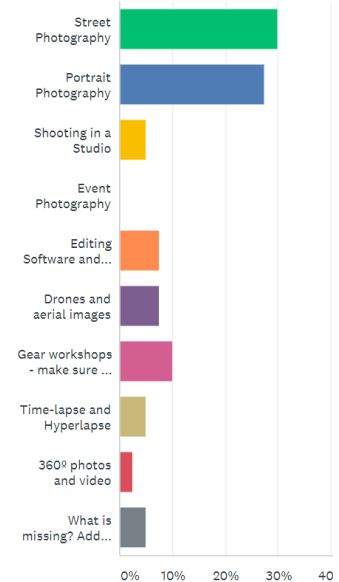 Street
Photography
Portrait
Photography
Shooting in a
Studio
Event
Photography
Editing
Software and...
Drones and
aerial images
Gear workshops
- make sure ...
Time-lapse and
Hyperlapse
360º photos
and video
What is
missing? Add...
0% 10% 20% 30% 40